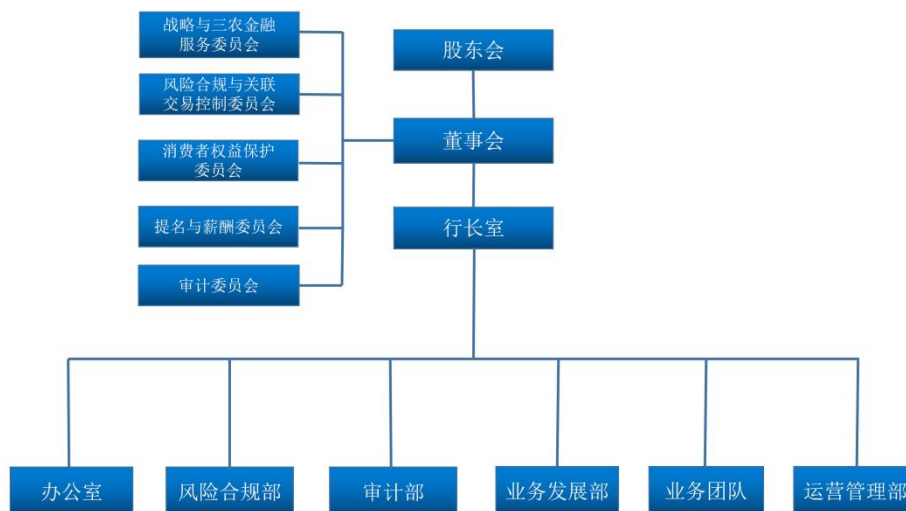 战略与三农金融
服务委员会
股东会
风险合规与关联
交易控制委员会
董事会
消费者权益保护
委员会
提名与薪酬委员会
行长室
审计委员会
办公室
风险合规部
审计部
业务发展部
业务团队
运营管理部